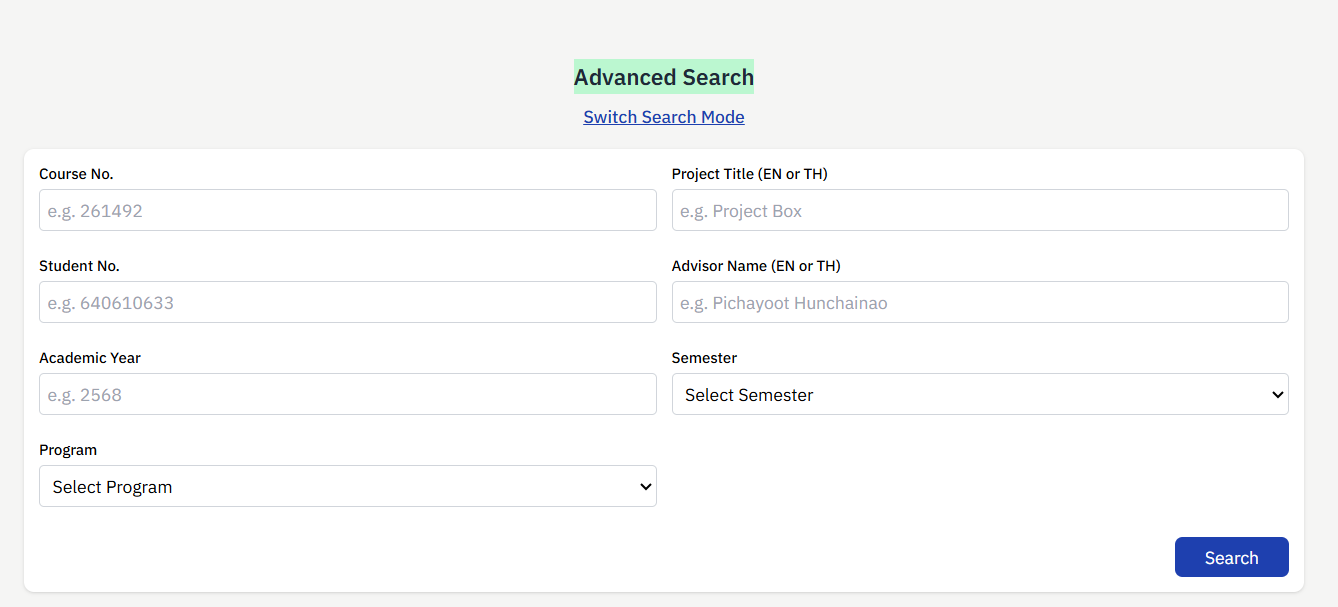 Advanced Search
Switch Search Mode
Course No.
Project Title (EN or TH)
e.g. 261492
e.g. Project Box
Student No.
Advisor Name (EN or TH)
e.g. 640610633
e.g. Pichayoot Hunchainao
Academic Year
Semester
e.g. 2568
Select Semester
Program
Select Program
Search